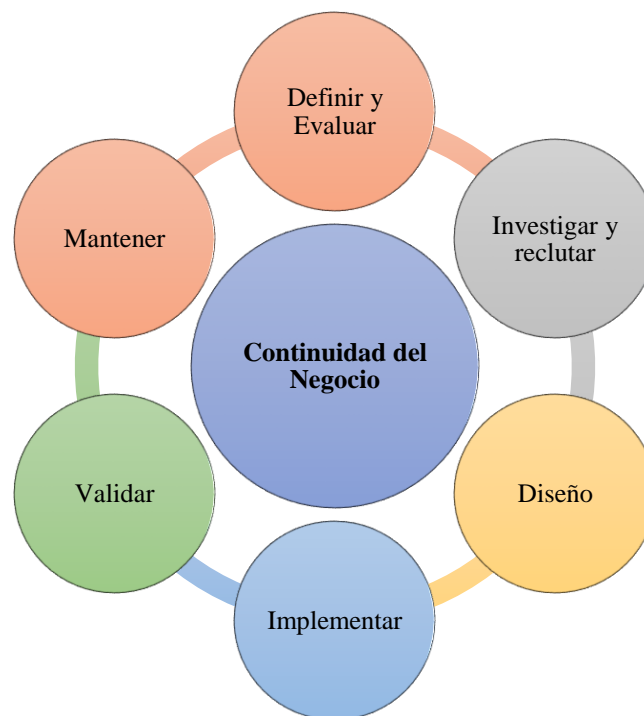 Definir y
Evaluar
Investigar y
reclutar
Mantener
Continuidad del
Negocio
Diseño
Validar
Implementar